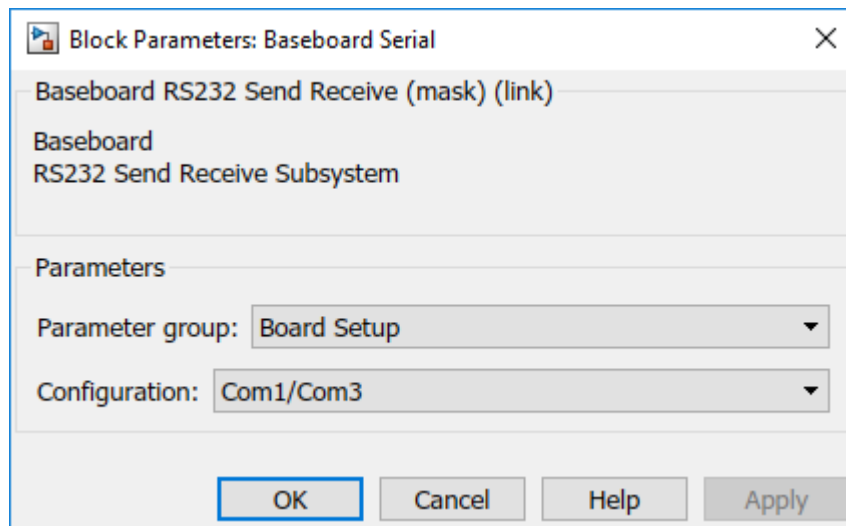 Block Parameters: Baseboard Serial
Baseboard RS232 Send Receive (mask) (link)
Baseboard
RS232 Send Receive Subsystem
Parameters
Parameter group: Board Setup
Configuration: Com1/Com3
OK Cancel Help Apply